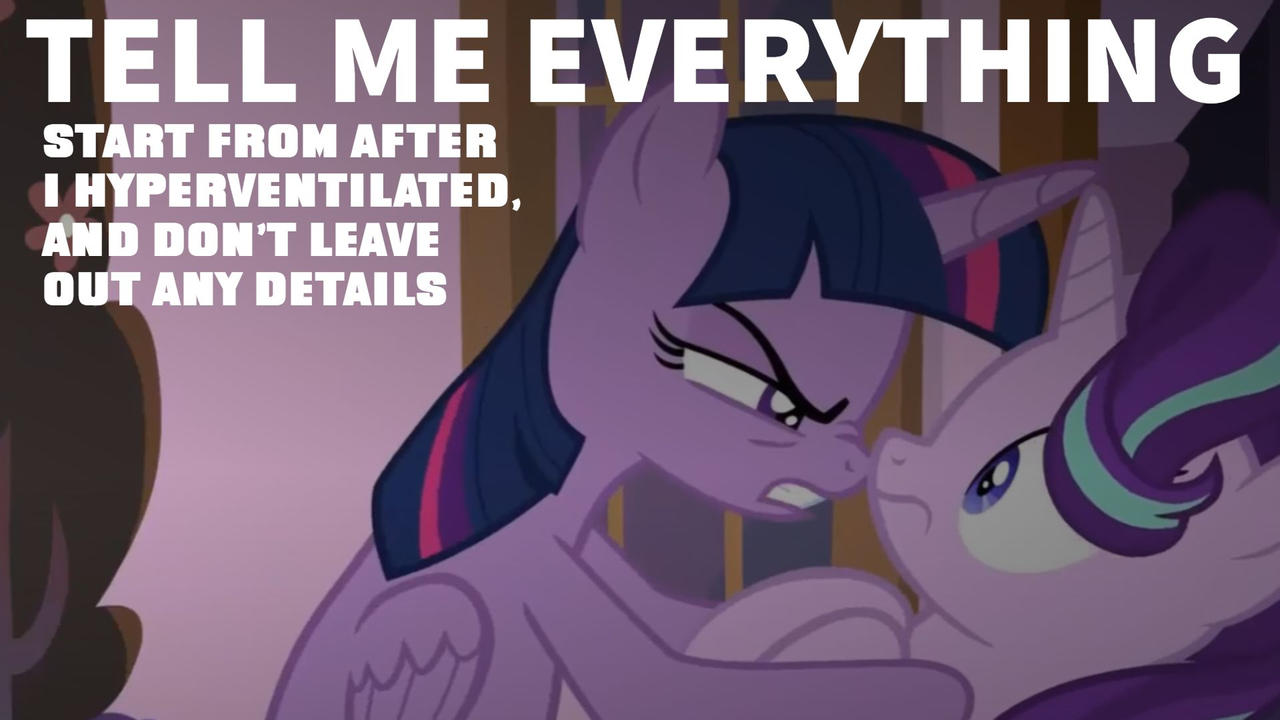 TELL ME EVERYTHING
START FROM AFTER
I HYPERVENTILATED,
AND DON'T LEAVE
OUT ANY DETAILS